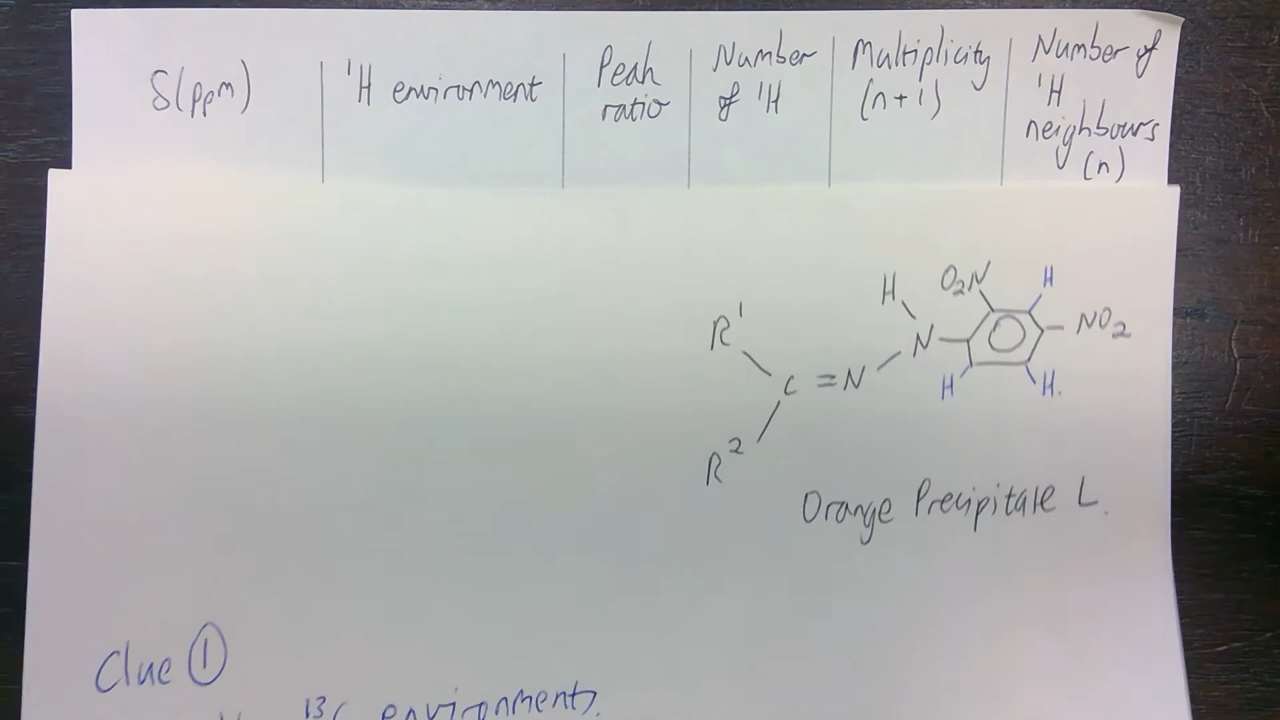 δ(ppm)
¹H environment
Peak
ratio
Number
of ¹H
Multiplicity
(n+1)
Number of
¹H
neighbours
(n)
H
O₂N
H
R¹
N
NO₂
C =N
H
H.
R²
Orange Precipitate L.
Clue ①
¹³C environments.